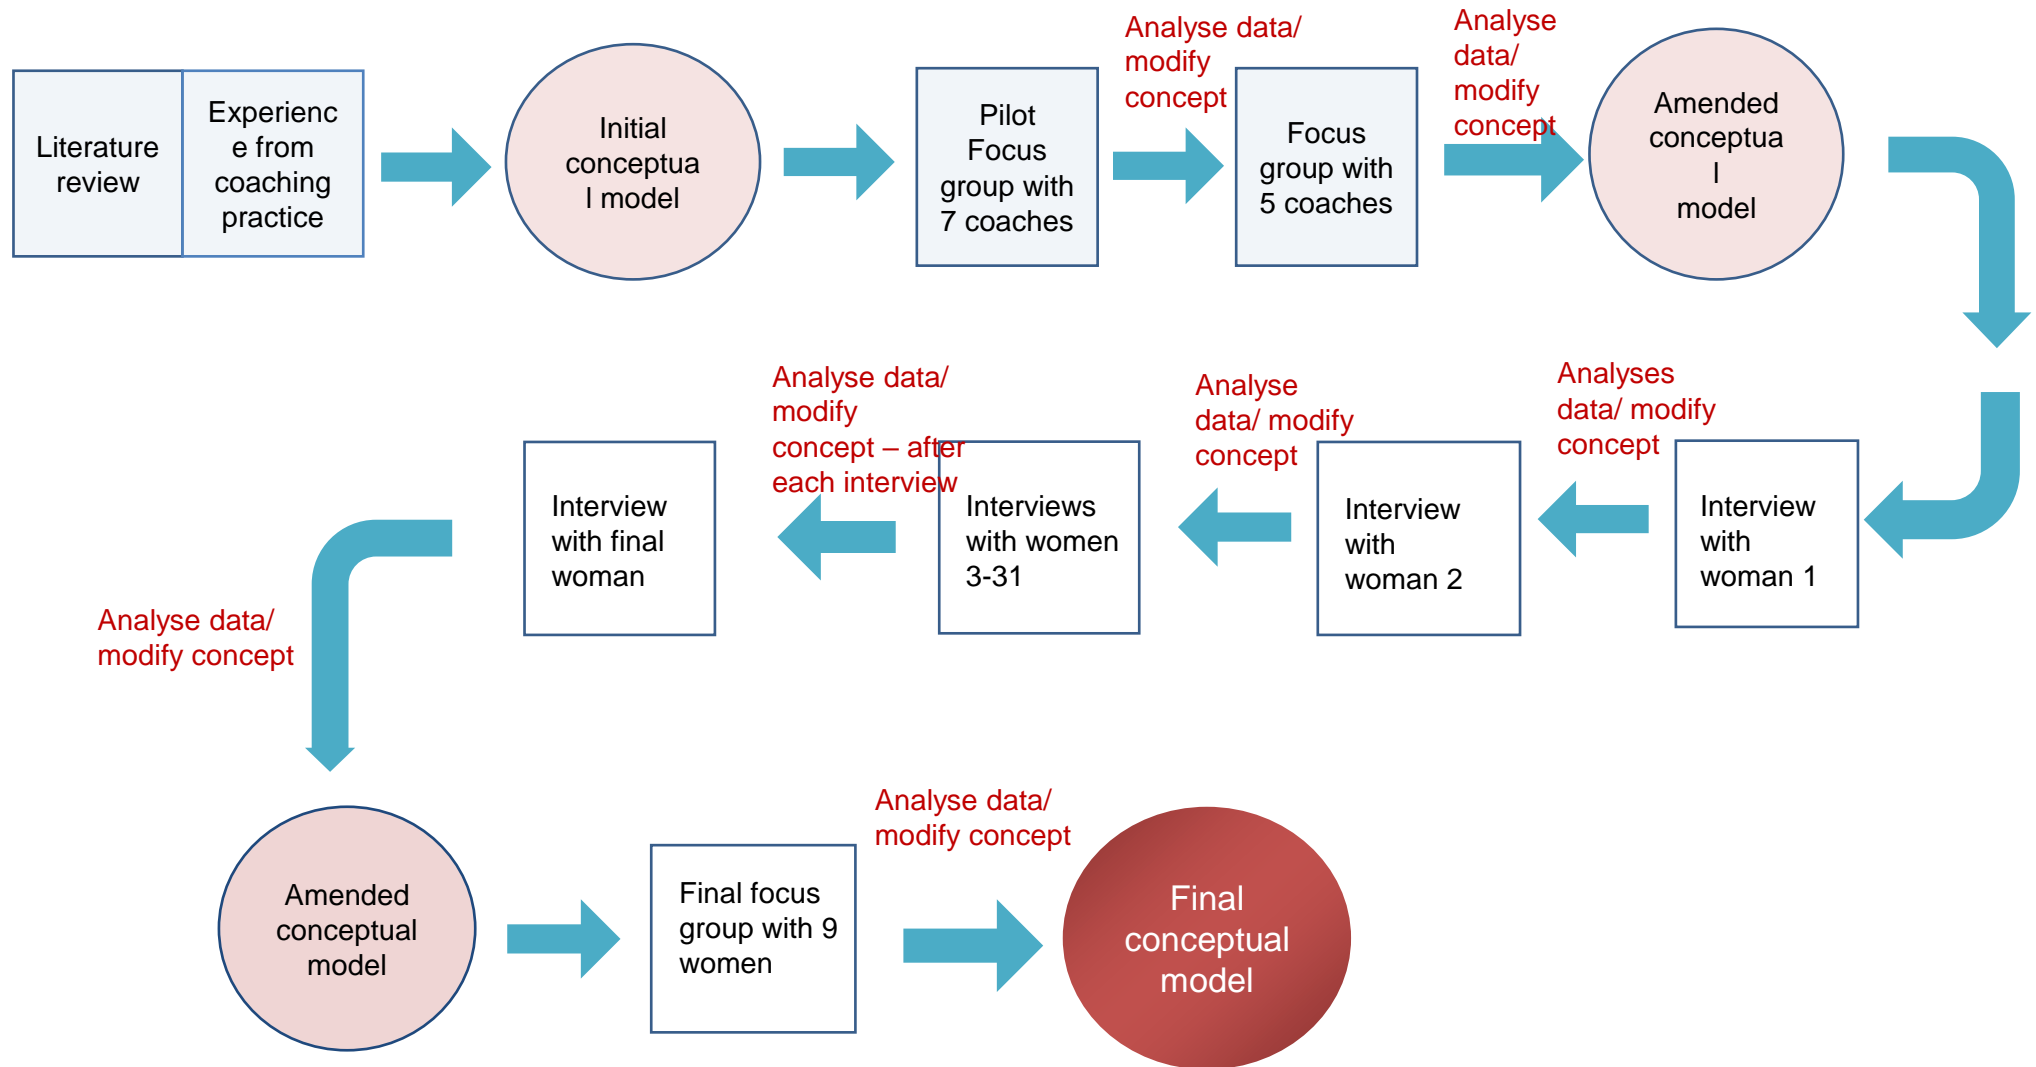 Literature
review
Experienc
e from
coaching
practice
Initial
conceptua
l model
Pilot
Focus
group with
7 coaches
Analyse data/
modify
concept
Focus
group with
5 coaches
Analyse
data/
modify
concept
Amended
conceptua
l
model
Analyses
data/ modify
concept
Interview
with
woman 1
Analyse
data/ modify
concept
Interview
with
woman 2
Analyse data/
modify
concept – after
each interview
Interviews
with women
3-31
Interview
with final
woman
Analyse data/
modify concept
Amended
conceptual
model
Final focus
group with 9
women
Analyse data/
modify concept
Final
conceptual
model